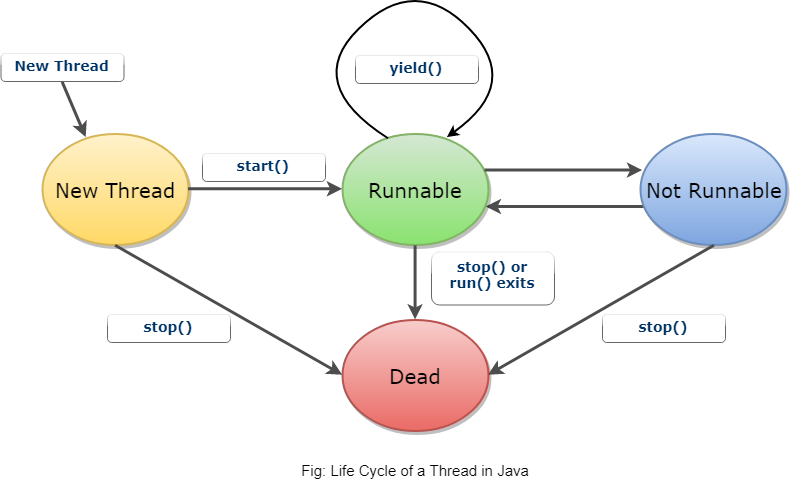 New Thread
yield()
start()
New Thread
Runnable
Not Runnable
stop() or
run() exits
stop()
stop()
Dead
Fig: Life Cycle of a Thread in Java